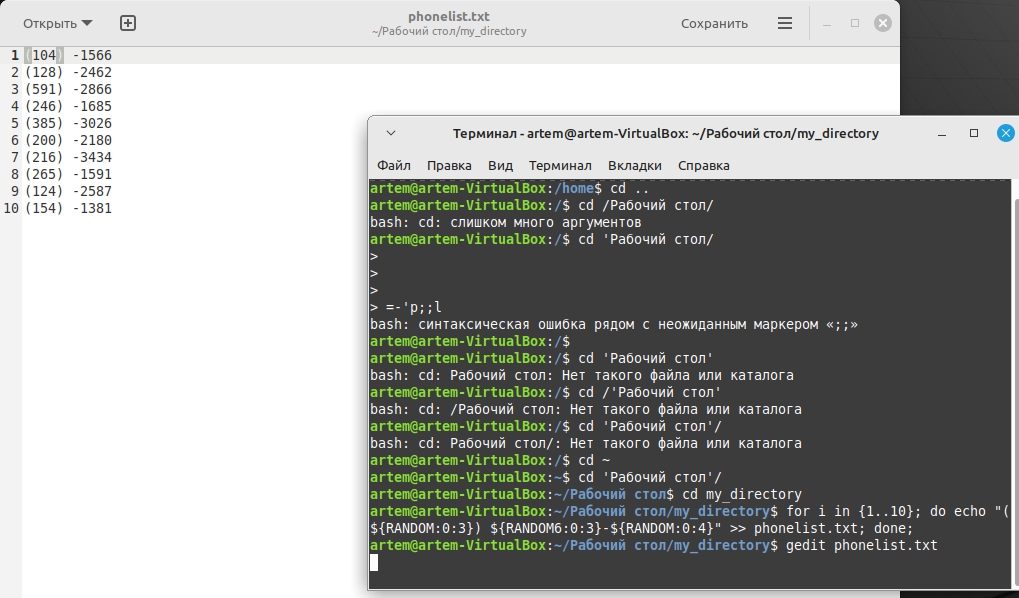 Открыть
phonelist.txt
~/Рабочий стол/my_directory
Сохранить
1 (104) -1566
2 (128) -2462
3 (591) -2866
4 (246) -1685
5 (385) -3026
6 (200) -2180
7 (216) -3434
8 (265) -1591
9 (124) -2587
10 (154) -1381
Терминал - artem@artem-VirtualBox: ~/Рабочий стол/my_directory
Файл Правка Вид Терминал Вкладки Справка
artem@artem-VirtualBox:/home$ cd ..
artem@artem-VirtualBox:/$ cd /Рабочий стол/
bash: cd: слишком много аргументов
artem@artem-VirtualBox:/$ cd 'Рабочий стол/
>
>
>
> =-'p;;l
bash: синтаксическая ошибка рядом с неожиданным маркером «;;»
artem@artem-VirtualBox:/$
artem@artem-VirtualBox:/$ cd 'Рабочий стол'
bash: cd: Рабочий стол: Нет такого файла или каталога
artem@artem-VirtualBox:/$ cd /'Рабочий стол'
bash: cd: /Рабочий стол: Нет такого файла или каталога
artem@artem-VirtualBox:/$ cd 'Рабочий стол'/
bash: cd: Рабочий стол/: Нет такого файла или каталога
artem@artem-VirtualBox:/$ cd ~
artem@artem-VirtualBox:~$ cd 'Рабочий стол'/
artem@artem-VirtualBox:~/Рабочий стол$ cd my_directory
artem@artem-VirtualBox:~/Рабочий стол/my_directory$ for i in {1..10}; do echo "(
${RANDOM:0:3}) ${RANDOM6:0:3}-${RANDOM:0:4}" >> phonelist.txt; done;
artem@artem-VirtualBox:~/Рабочий стол/my_directory$ gedit phonelist.txt